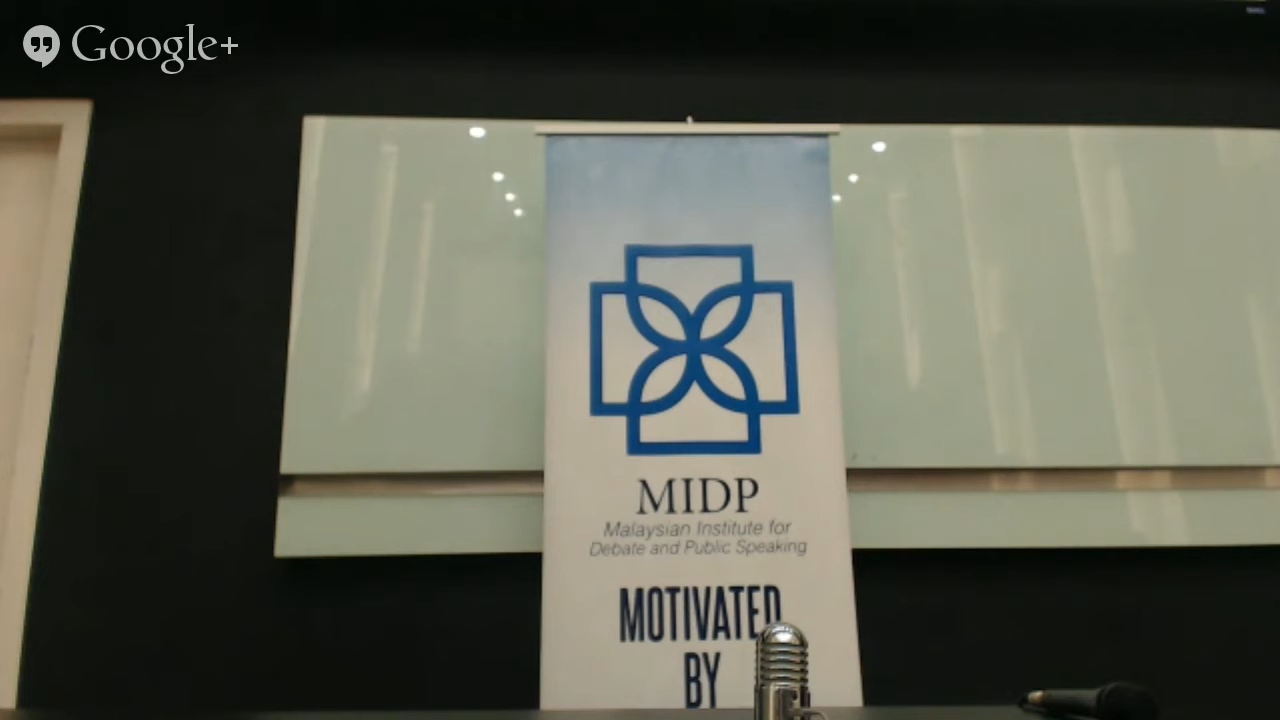 Google+
MIDP
Malaysian Institute for
Debate and Public Speaking
MOTIVATED
BY